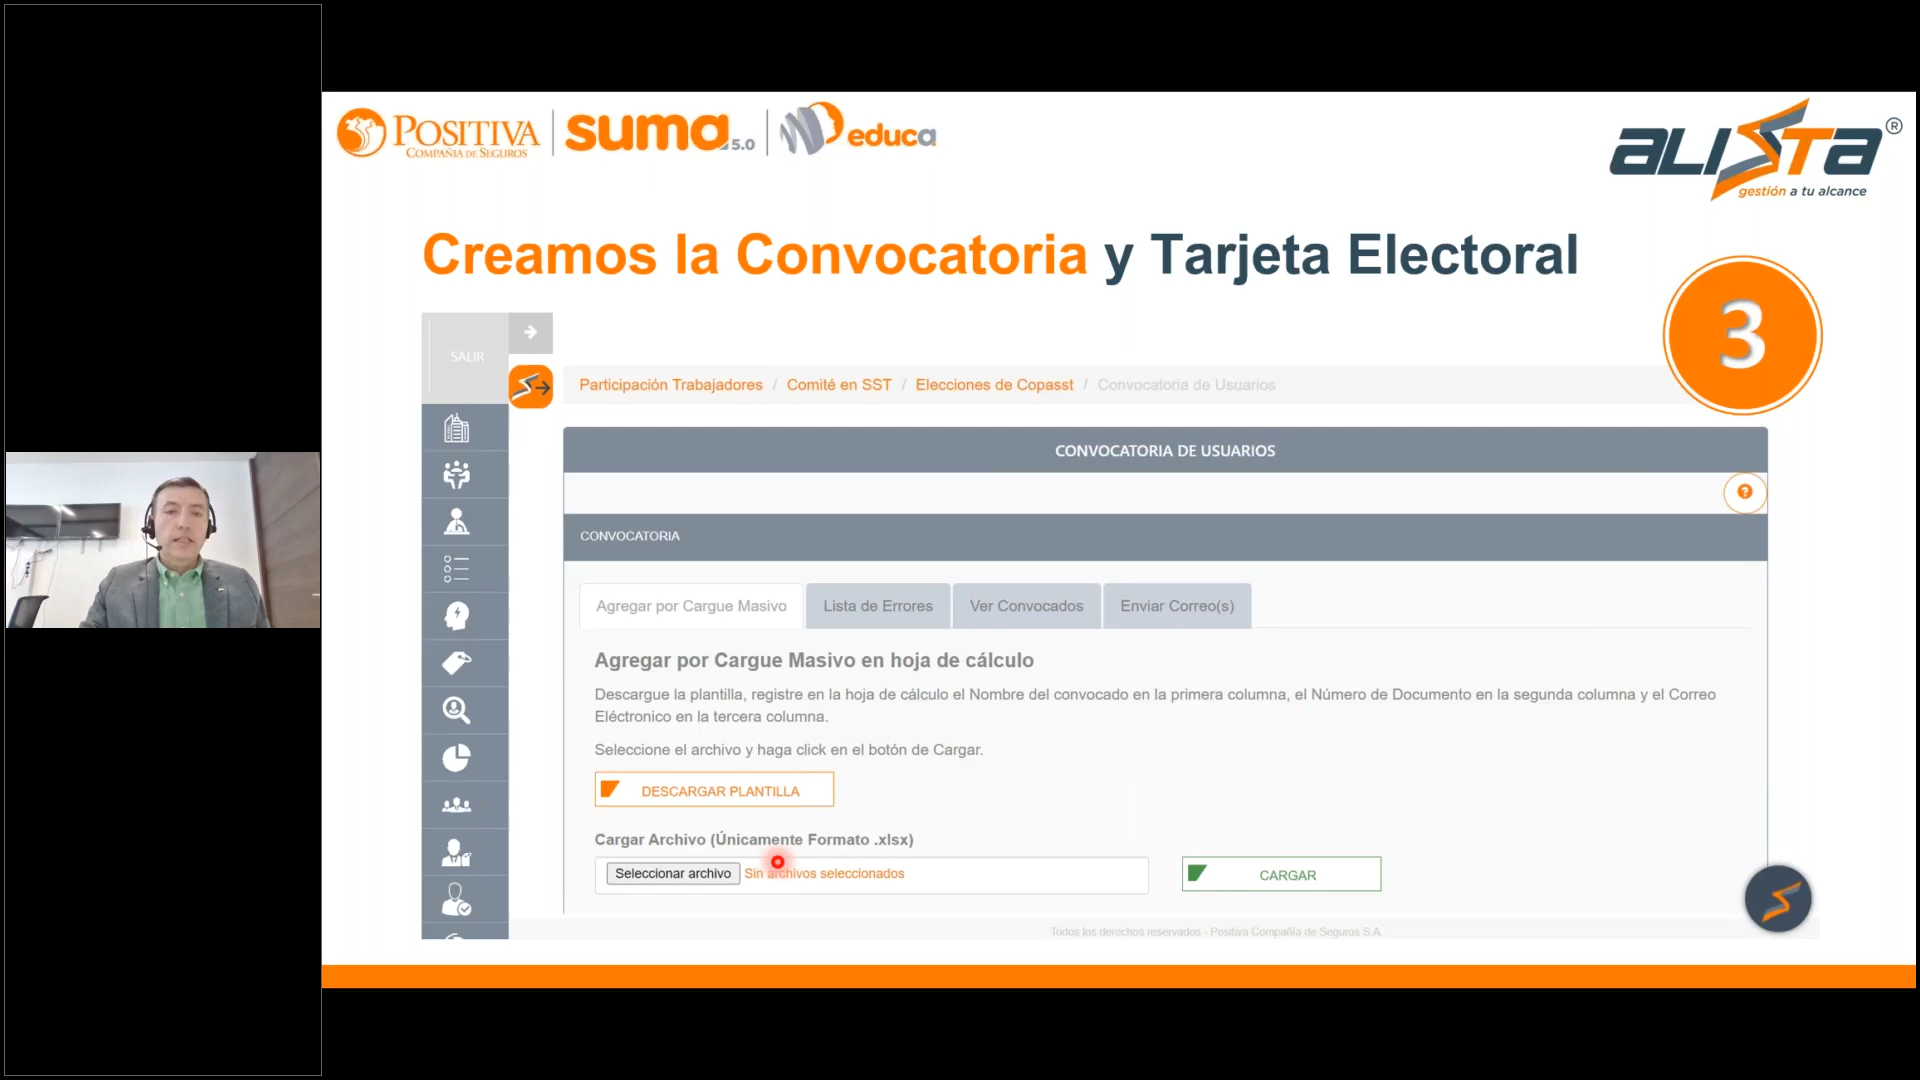 POSITIVA
COMPAÑIA DE SEGUROS
suma 5.0
educa
ALISTA ®
gestión a tu alcance
Creamos la Convocatoria y Tarjeta Electoral
3
SALIR
Participación Trabajadores / Comité en SST / Elecciones de Copasst / Convocatoria de Usuarios
CONVOCATORIA DE USUARIOS
?
CONVOCATORIA
Agregar por Cargue Masivo
Lista de Errores
Ver Convocados
Enviar Correo(s)
Agregar por Cargue Masivo en hoja de cálculo
Descargue la plantilla, registre en la hoja de cálculo el Nombre del convocado en la primera columna, el Número de Documento en la segunda columna y el Correo
Eléctronico en la tercera columna.
Seleccione el archivo y haga click en el botón de Cargar.
DESCARGAR PLANTILLA
Cargar Archivo (Únicamente Formato .xlsx)
Seleccionar archivo Sin archivos seleccionados
CARGAR
Todos los derechos reservados - Positiva Compañía de Seguros S.A